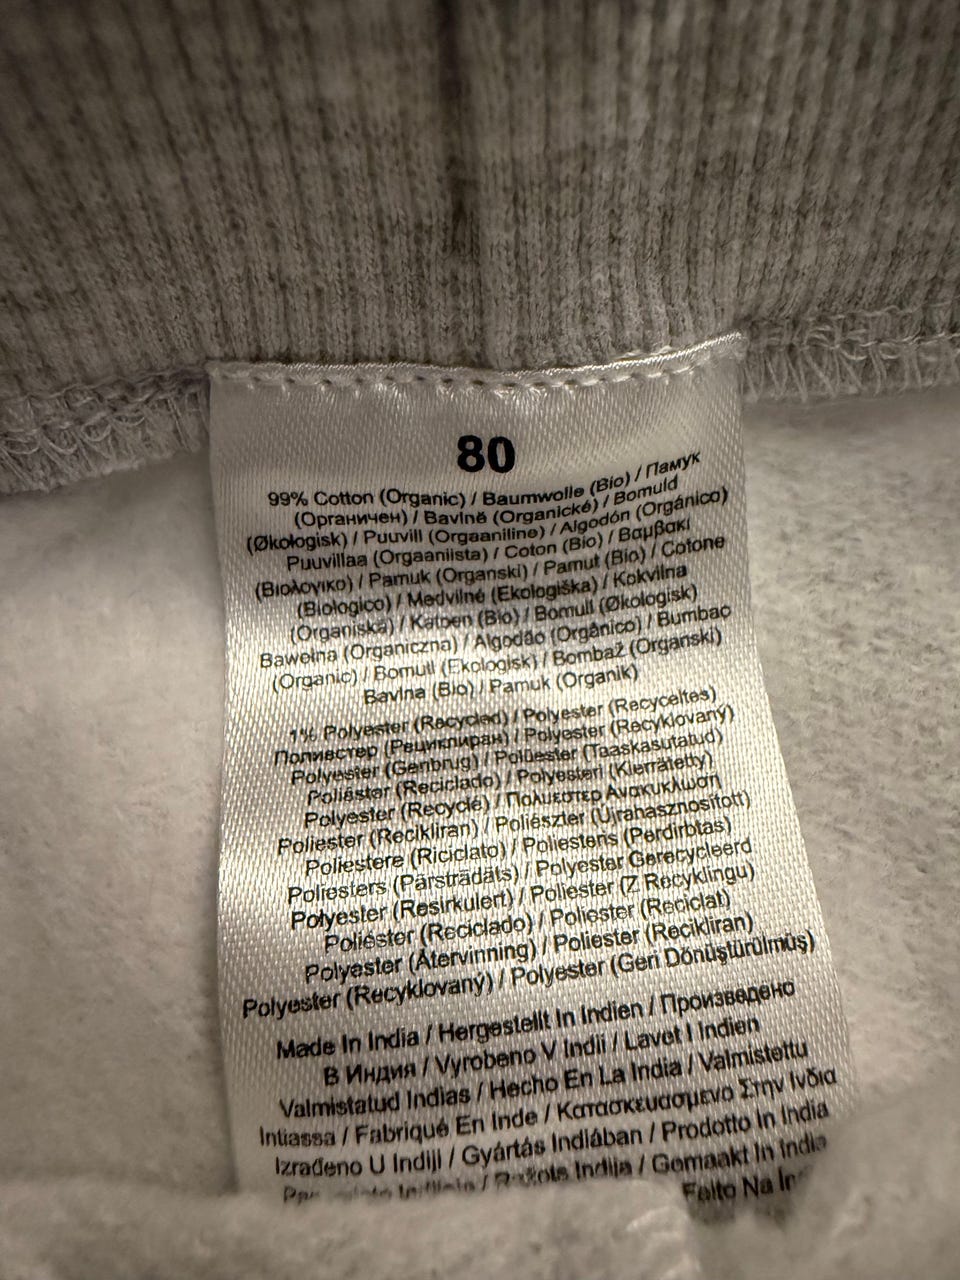 80
99% Cotton (Organic) / Baumwolle (Bio) / Памук
(Органичен) / Bavlně (Organické) / Bomuld
(Økologisk) / Puuvill (Orgaaniline) / Algodón (Orgánico)
Puuvillaa (Orgaaniista) / Coton (Bio) / Βαμβακι
(Βιολογικο) / Pamuk (Organski) / Pamut (Bio) / Cotone
(Biologico) / Medvilnė (Ekologiška) / Kokvilna
(Organiska) / Katoen (Bio) / Bomull (Økologisk)
Bawełna (Organiczna) / Algodão (Orgânico) / Bumbac
(Organic) / Bomull (Ekologisk) / Bombaž (Organski)
Bavlna (Bio) / Pamuk (Organik)
1% Polyester (Recycled) / Polyester (Recyceltes)
Полиестер (Рециклиран) / Polyester (Recyklovaný)
Polyester (Genbrug) / Polüester (Taaskasutatud)
Poliéster (Reciclado) / Polyesteri (Kierrätetty)
Polyester (Recyclé) / Πολυεστερ Ανακυκλωση
Poliester (Recikliran) / Poliészter (Újrahasznosított)
Poliestere (Riciclato) / Poliesteris (Perdirbtas)
Poliesters (Pārstrādāts) / Polyester Gerecycleerd
Polyester (Resirkulert) / Poliester (Z Recyklingu)
Poliéster (Reciclado) / Poliester (Reciclat)
Polyester (Återvinning) / Poliester (Recikliran)
Polyester (Recyklovaný) / Polyester (Geri Dönüştürülmüş)
Made In India / Hergestellt In Indien / Произведено
В Индия / Vyrobeno V Indii / Lavet I Indien
Valmistatud Indias / Hecho En La India / Valmistettu
Intiassa / Fabriqué En Inde / Κατασκευασμενο Στην Ινδια
Izrađeno U Indiji / Gyártás Indiában / Prodotto In India
Indija / Gemaakt In India
Feito Na